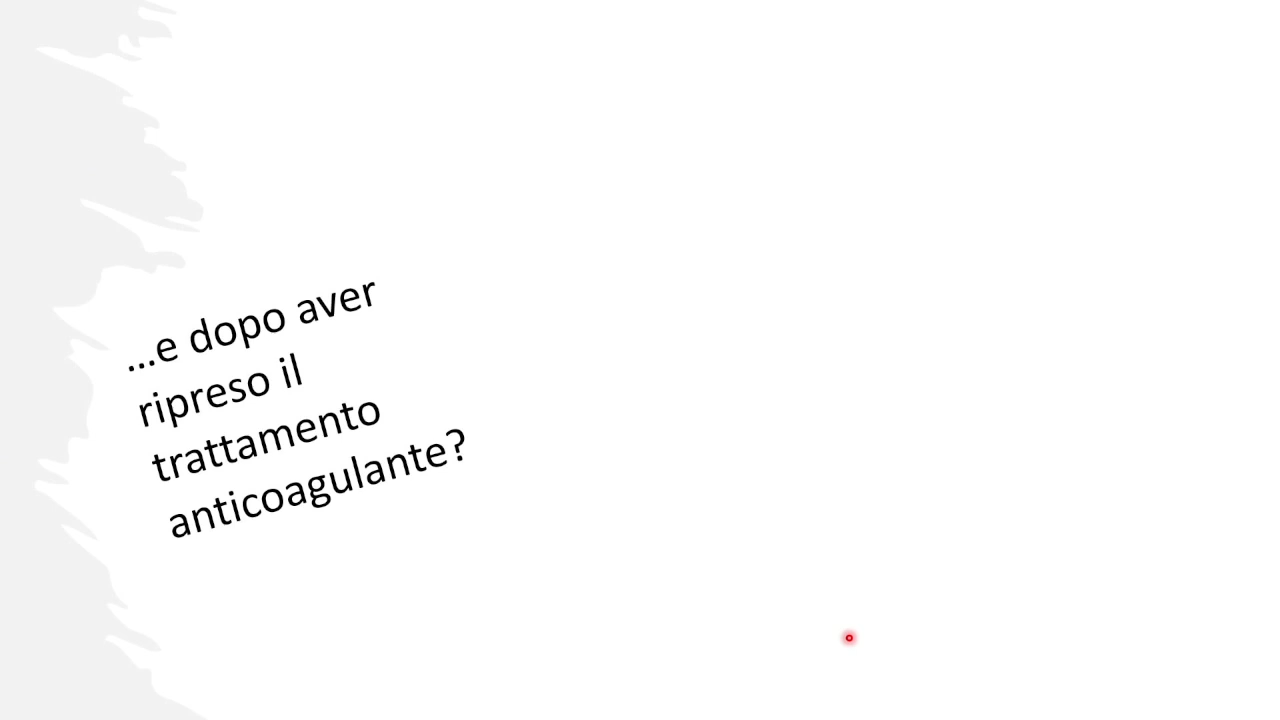 …e dopo aver
ripreso il
trattamento
anticoagulante?